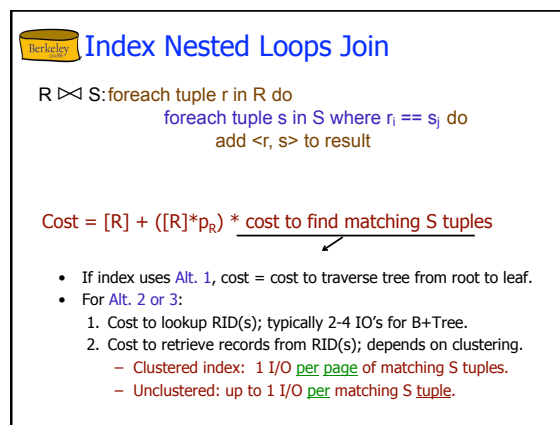 Berkeley
cs186
Index Nested Loops Join
R ⋈ S: foreach tuple r in R do
foreach tuple s in S where rᵢ == sⱼ do
add <r, s> to result
Cost = [R] + ([R]*p_R) * cost to find matching S tuples
• If index uses Alt. 1, cost = cost to traverse tree from root to leaf.
• For Alt. 2 or 3:
1. Cost to lookup RID(s); typically 2-4 IO's for B+Tree.
2. Cost to retrieve records from RID(s); depends on clustering.
– Clustered index: 1 I/O per page of matching S tuples.
– Unclustered: up to 1 I/O per matching S tuple.